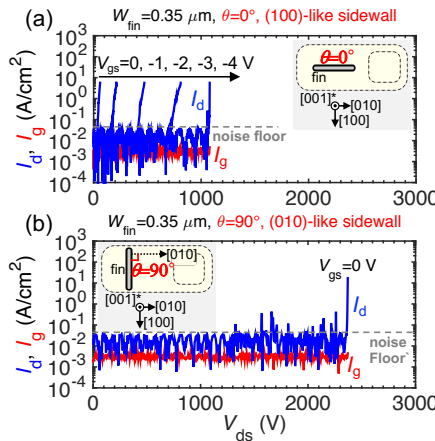 W_fin=0.35 μm, θ=0°, (100)-like sidewall
(a)
10^3
V_gs=0, -1, -2, -3, -4 V
θ=0°
10^2
fin
10^1
I_d
[001]*
10^0
[010]
[100]
10^-1
noise floor
10^-2
I_g
10^-3
10^-4
I_d, I_g (A/cm²)
0 1000 2000 3000
W_fin=0.35 μm, θ=90°, (010)-like sidewall
(b)
10^3
[010]
10^2
fin
θ=90°
V_gs=0 V
10^1
[001]*
I_d
10^0
[010]
[100]
10^-1
noise
10^-2
Floor
I_g
10^-3
10^-4
I_d, I_g (A/cm²)
0 1000 2000 3000
V_ds (V)